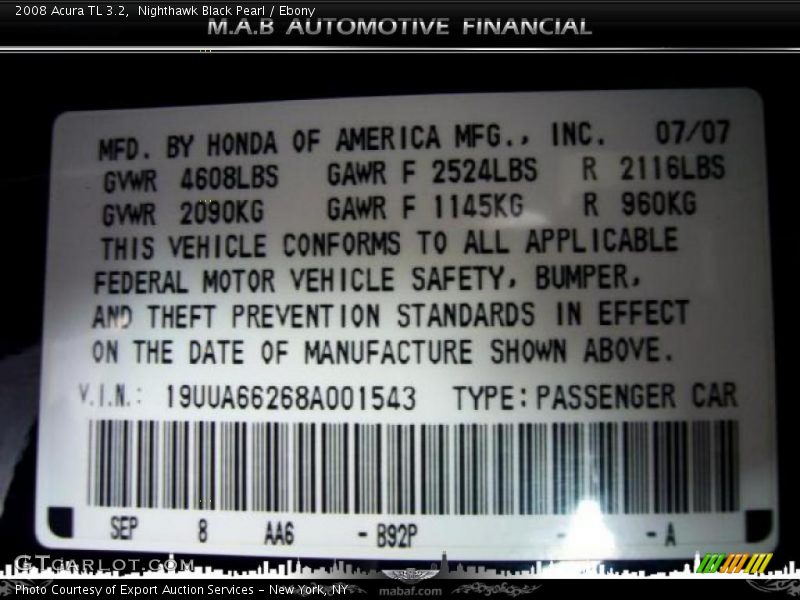 2008 Acura TL 3.2,  Nighthawk Black Pearl / Ebony
M.A.B AUTOMOTIVE FINANCIAL
MFD. BY HONDA OF AMERICA MFG., INC. 07/07
GVWR 4608LBS GAWR F 2524LBS R 2116LBS
GVWR 2090KG GAWR F 1145KG R 960KG
THIS VEHICLE CONFORMS TO ALL APPLICABLE
FEDERAL MOTOR VEHICLE SAFETY, BUMPER,
AND THEFT PREVENTION STANDARDS IN EFFECT
ON THE DATE OF MANUFACTURE SHOWN ABOVE.
V.I.N.: 19UUA66268A001543 TYPE: PASSENGER CAR
SEP 8 AA6 - B92P - - A
GTcarlot.com
Photo Courtesy of Export Auction Services - New York, NY
mabaf.com